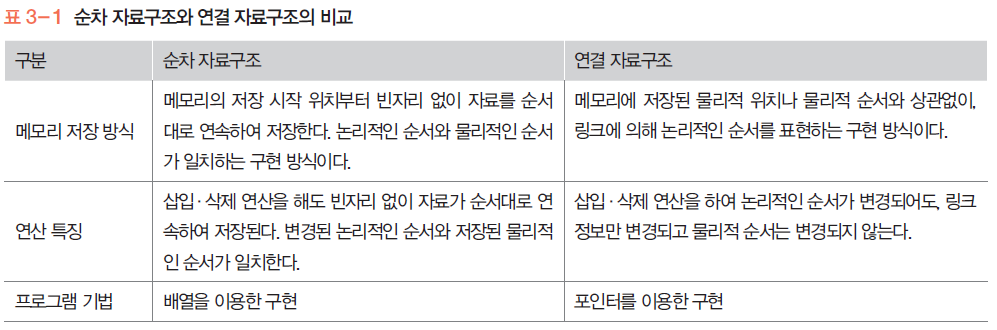 표 3-1 순차 자료구조와 연결 자료구조의 비교
구분
순차 자료구조
연결 자료구조
메모리 저장 방식
메모리의 저장 시작 위치부터 빈자리 없이 자료를 순서
대로 연속하여 저장한다. 논리적인 순서와 물리적인 순서
가 일치하는 구현 방식이다.
메모리에 저장된 물리적 위치나 물리적 순서와 상관없이,
링크에 의해 논리적인 순서를 표현하는 구현 방식이다.
연산 특징
삽입·삭제 연산을 해도 빈자리 없이 자료가 순서대로 연
속하여 저장된다. 변경된 논리적인 순서와 저장된 물리적
인 순서가 일치한다.
삽입·삭제 연산을 하여 논리적인 순서가 변경되어도, 링크
정보만 변경되고 물리적 순서는 변경되지 않는다.
프로그램 기법
배열을 이용한 구현
포인터를 이용한 구현